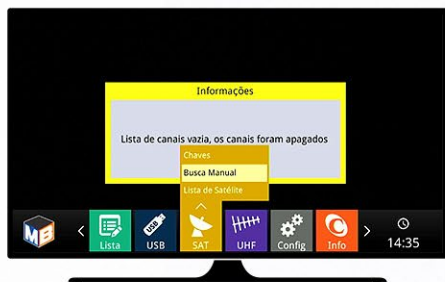 Informações
Lista de canais vazia, os canais foram apagados
Chaves
Busca Manual
Lista de Satélite
MB
Lista
USB
USB
SAT
UHF
Config
Info
14:35